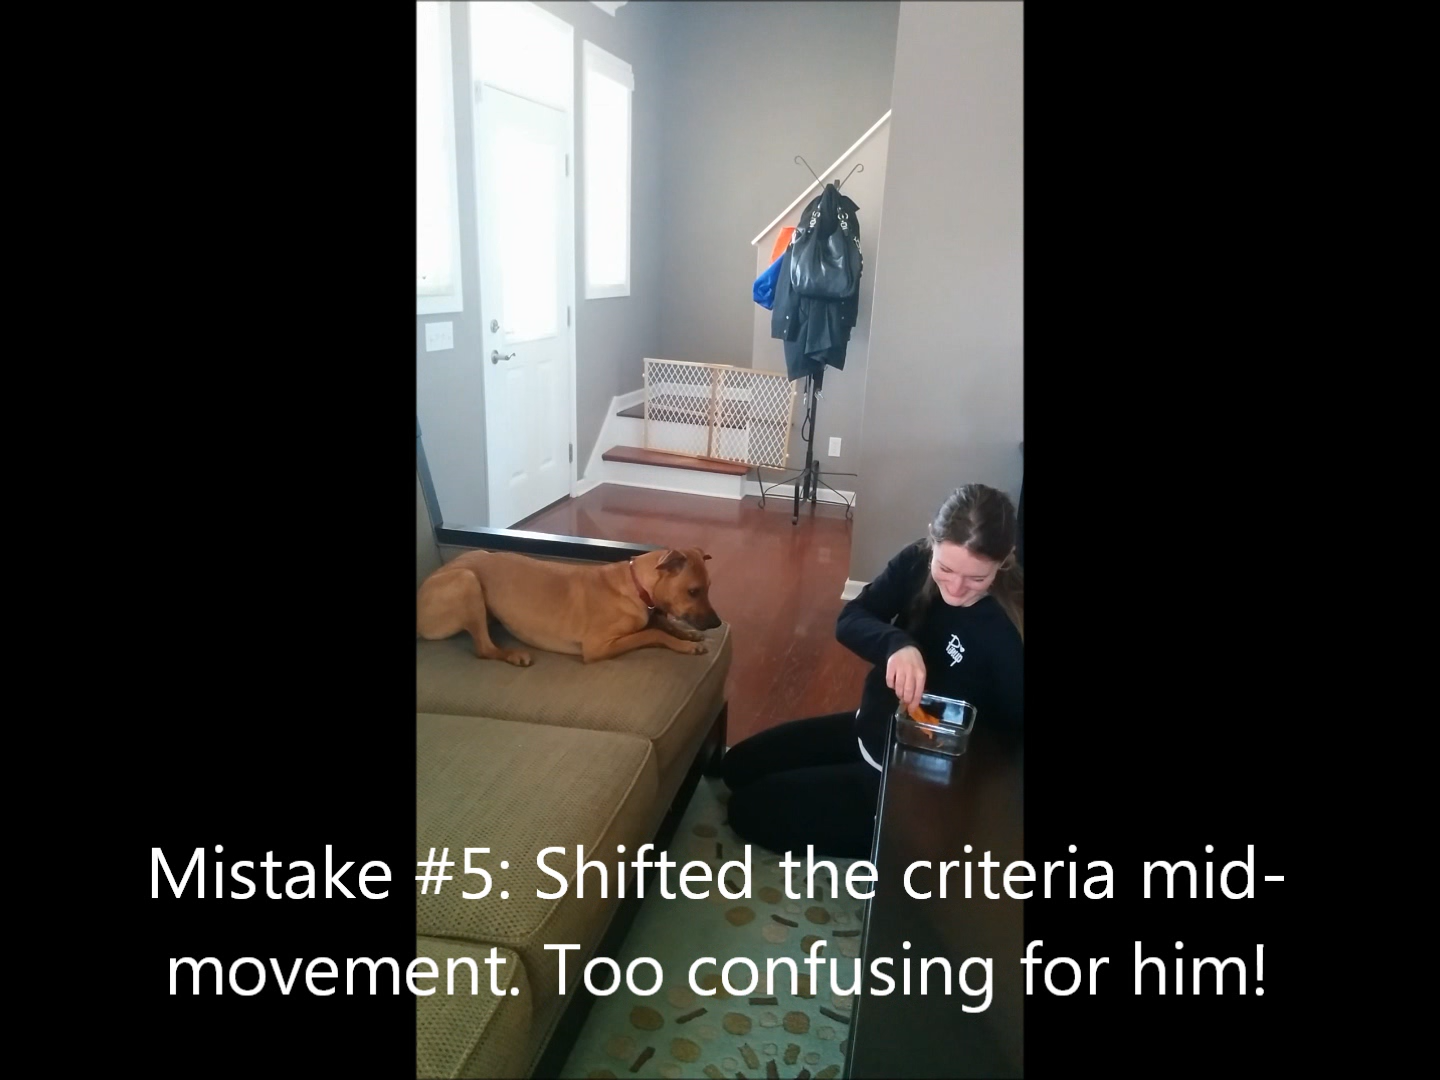 Mistake #5: Shifted the criteria mid-
movement. Too confusing for him!